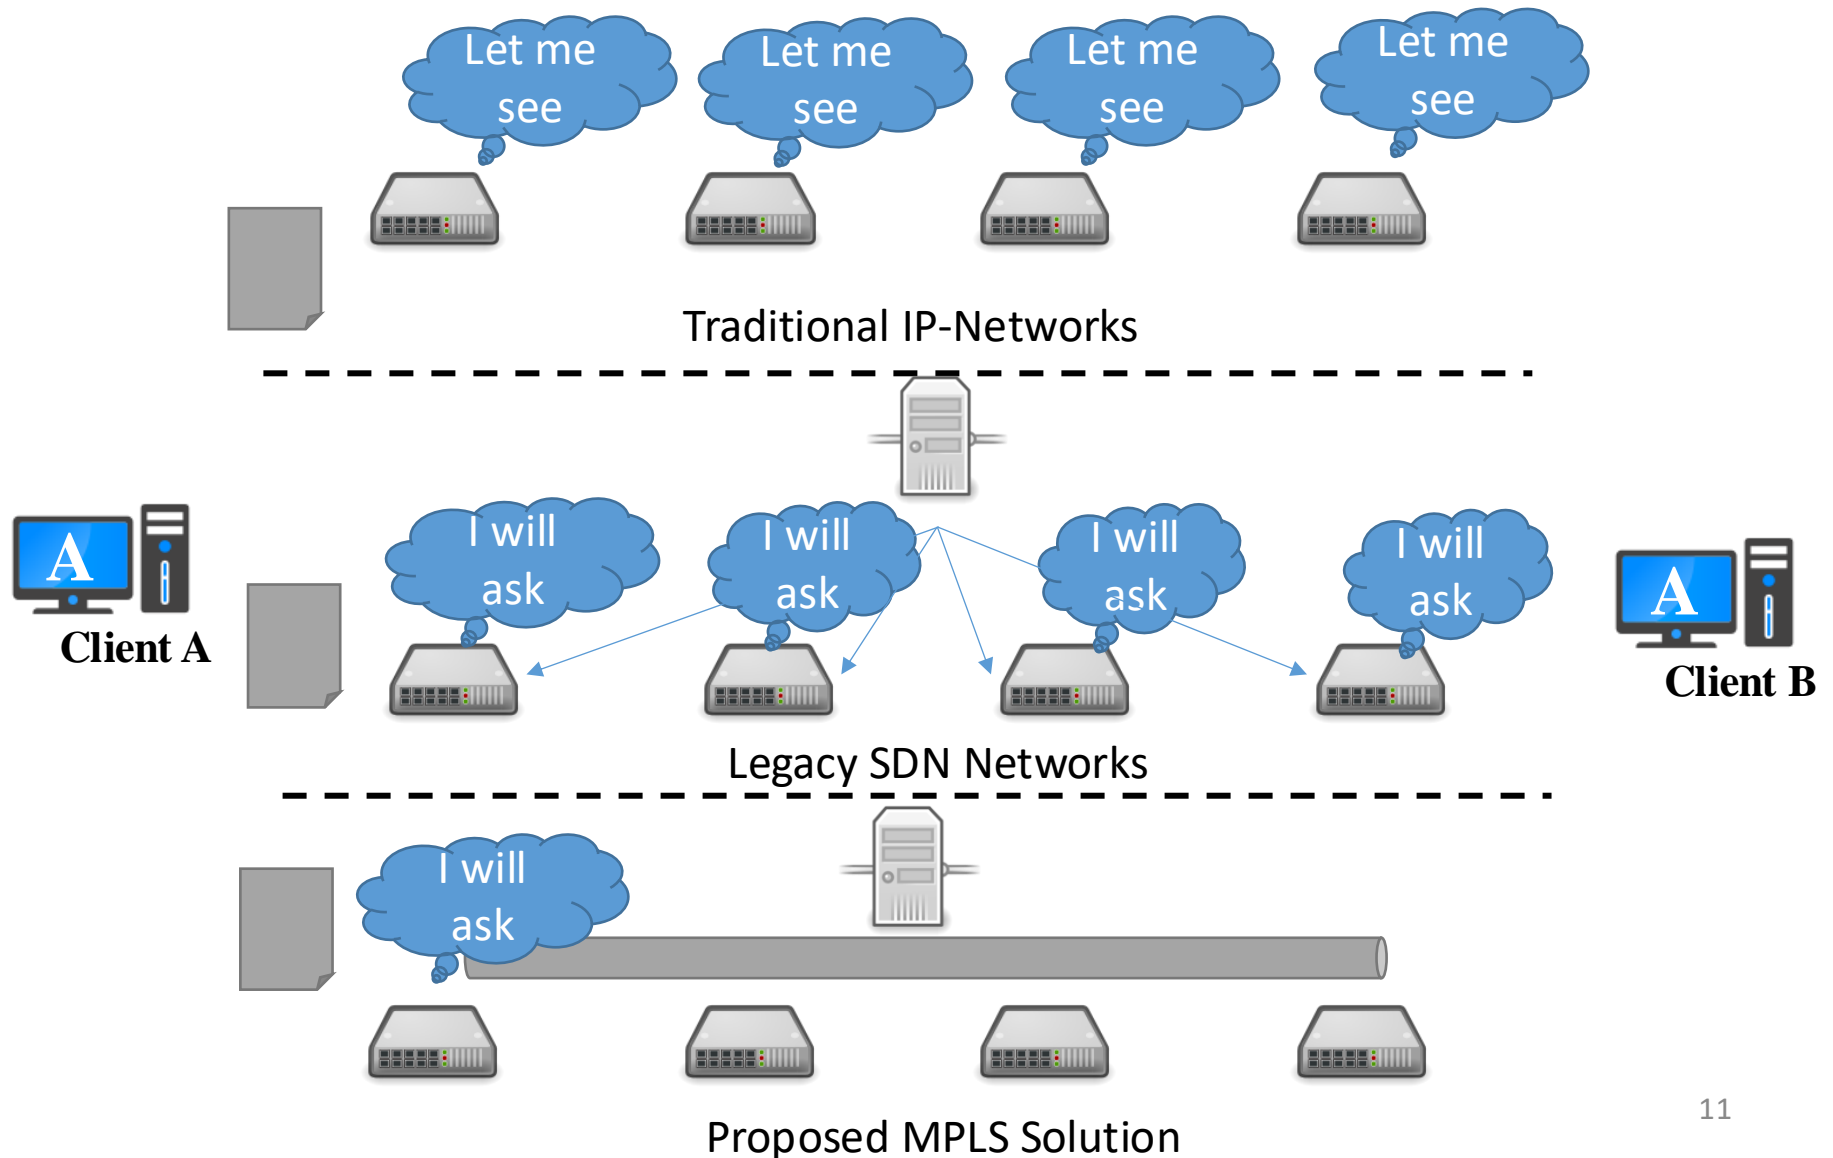 Let me
see
Let me
see
Let me
see
Let me
see
Traditional IP-Networks
I will
ask
I will
ask
I will
ask
I will
ask
A
Client A
A
Client B
Legacy SDN Networks
I will
ask
Proposed MPLS Solution
11